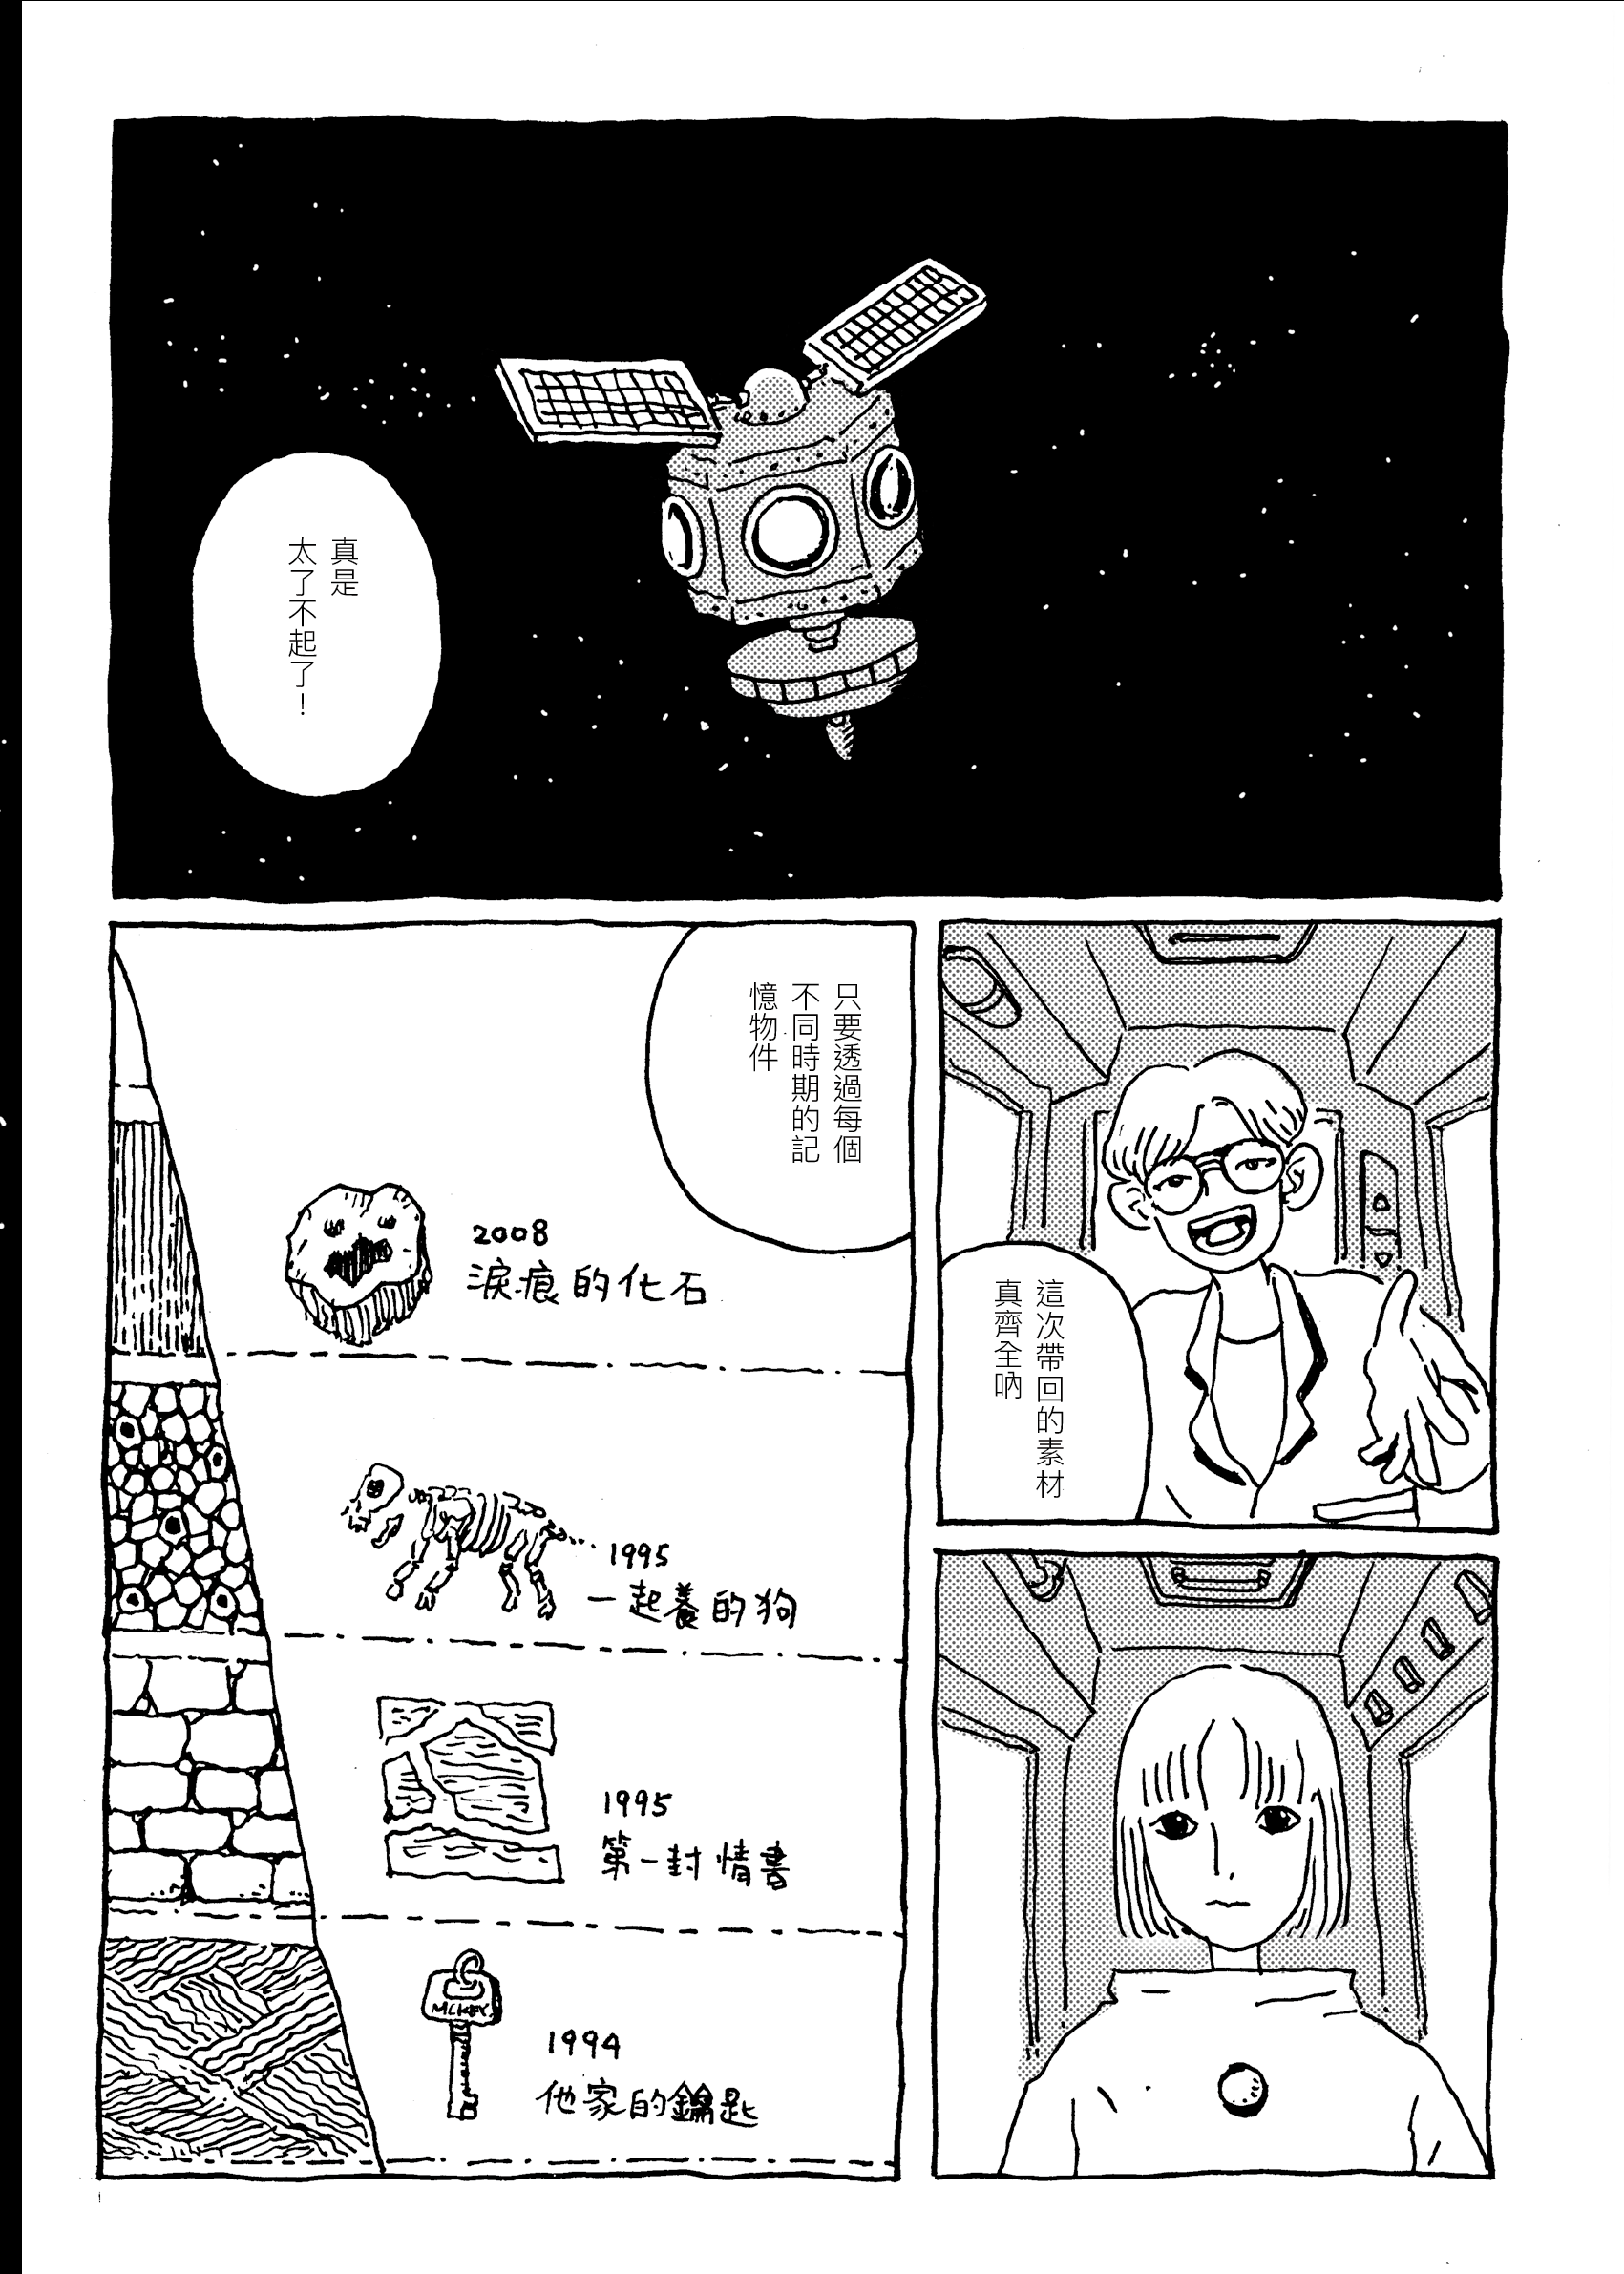 真是
太了不起了！
這次帶回的素材
真齊全吶
只要透過每個
不同時期的記
憶物件
2008
淚痕的化石
1995
一起養的狗
1995
第一封情書
MCKEY
1994
他家的鑰匙